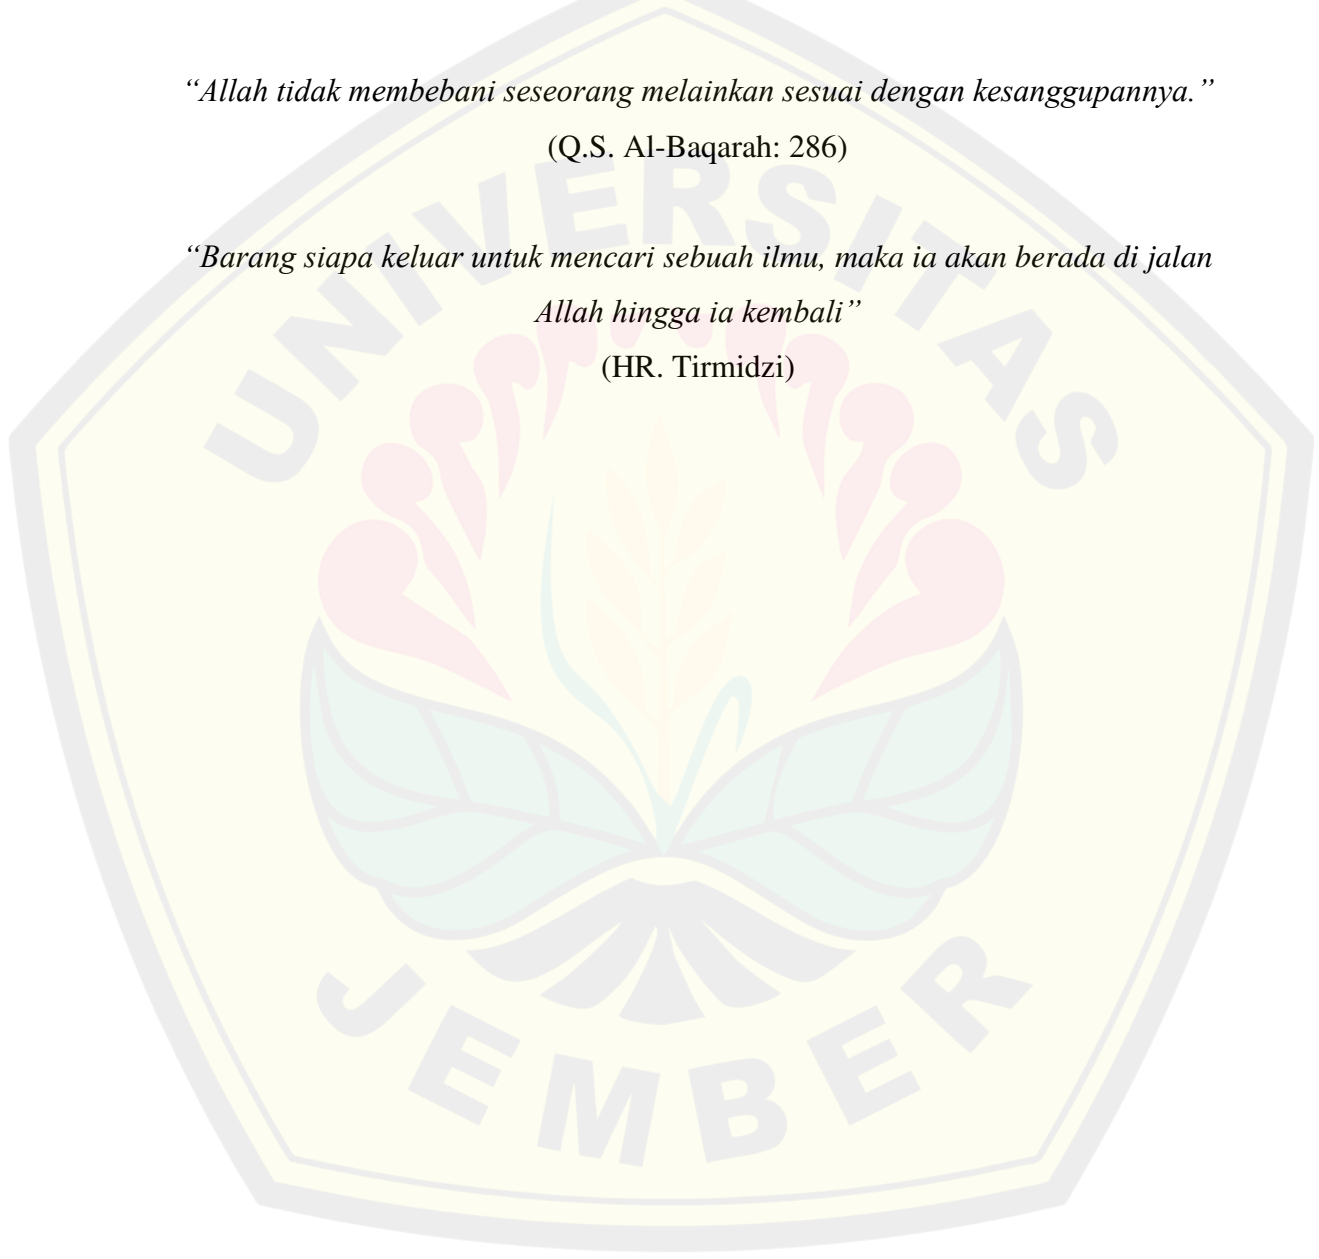 “Allah tidak membebani seseorang melainkan sesuai dengan kesanggupannya.”
(Q.S. Al-Baqarah: 286)
“Barang siapa keluar untuk mencari sebuah ilmu, maka ia akan berada di jalan
Allah hingga ia kembali”
(HR. Tirmidzi)
UNIVERSITAS
JEMBER